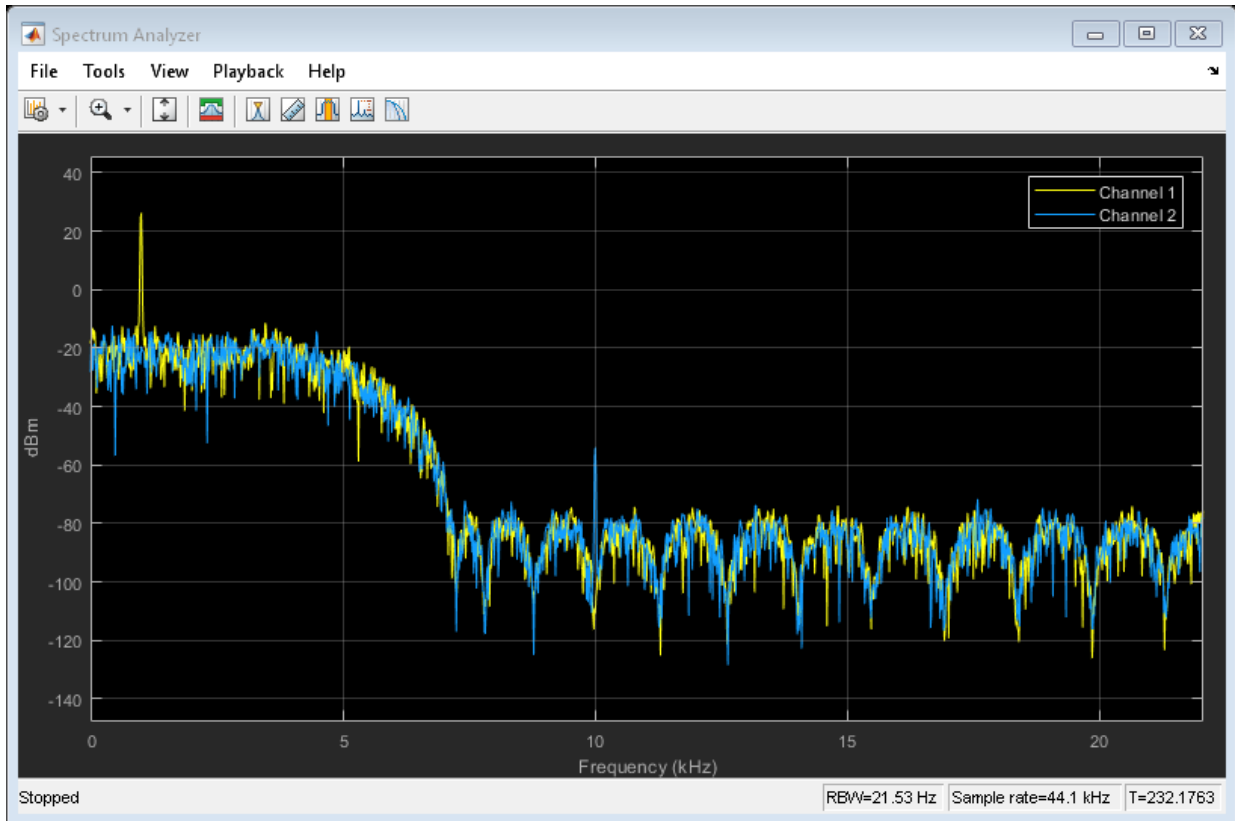 Spectrum Analyzer
File Tools View Playback Help
Channel 1
Channel 2
40
20
0
-20
-40
-60
-80
-100
-120
-140
dBm
0 5 10 15 20
Frequency (kHz)
Stopped RBW=21.53 Hz Sample rate=44.1 kHz T=232.1763